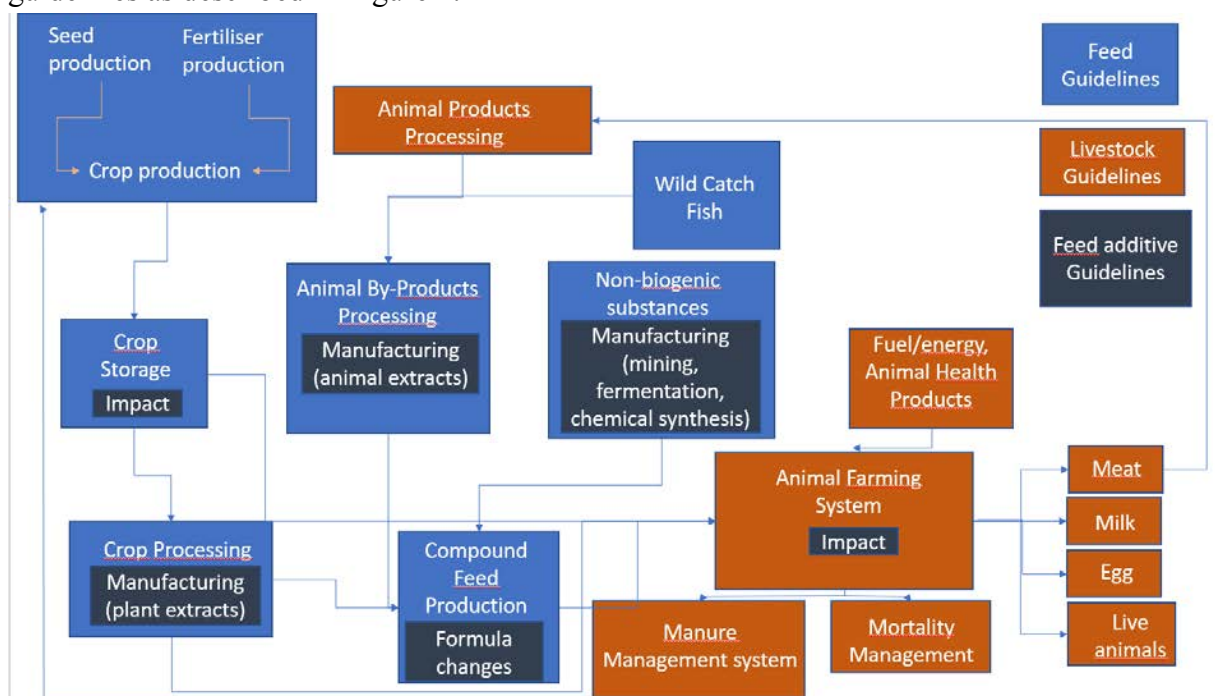 guidelines as described in Figure
Seed
production
Fertiliser
production
Crop production
Animal Products
Processing
Feed
Guidelines
Livestock
Guidelines
Feed additive
Guidelines
Wild Catch
Fish
Animal By-Products
Processing
Manufacturing
(animal extracts)
Non-biogenic
substances
Manufacturing
(mining,
fermentation,
chemical synthesis)
Crop
Storage
Impact
Fuel/energy,
Animal Health
Products
Crop Processing
Manufacturing
(plant extracts)
Compound
Feed
Production
Formula
changes
Animal Farming
System
Impact
Manure
Management system
Mortality
Management
Meat
Milk
Egg
Live
animals